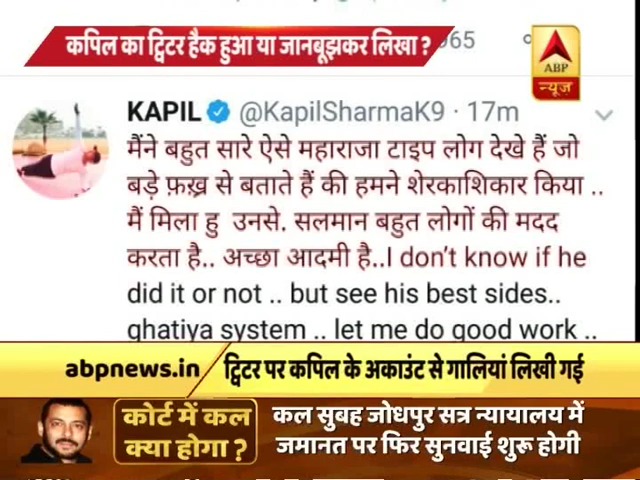 कपिल का ट्विटर हैक हुआ या जानबूझकर लिखा ?
965
ABP
न्यूज़
KAPIL @KapilSharmaK9 · 17m
मैंने बहुत सारे ऐसे महाराजा टाइप लोग देखे हैं जो
बड़े फ़ख़्र से बताते हैं की हमने शेरकाशिकार किया ..
मैं मिला हु उनसे. सलमान बहुत लोगों की मदद
करता है.. अच्छा आदमी है..I don't know if he
did it or not .. but see his best sides..
ghatiya system .. let me do good work ..
abpnews.in
ट्विटर पर कपिल के अकाउंट से गालियां लिखी गई
कोर्ट में कल
क्या होगा ?
कल सुबह जोधपुर सत्र न्यायालय में
जमानत पर फिर सुनवाई शुरू होगी